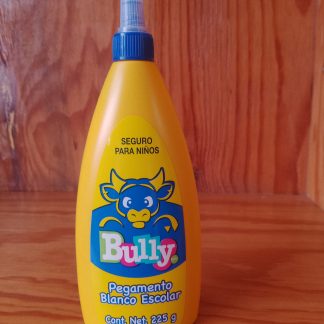 SEGURO
PARA NIÑOS
Bully
Pegamento
Blanco Escolar
Cont. Net. 225 g